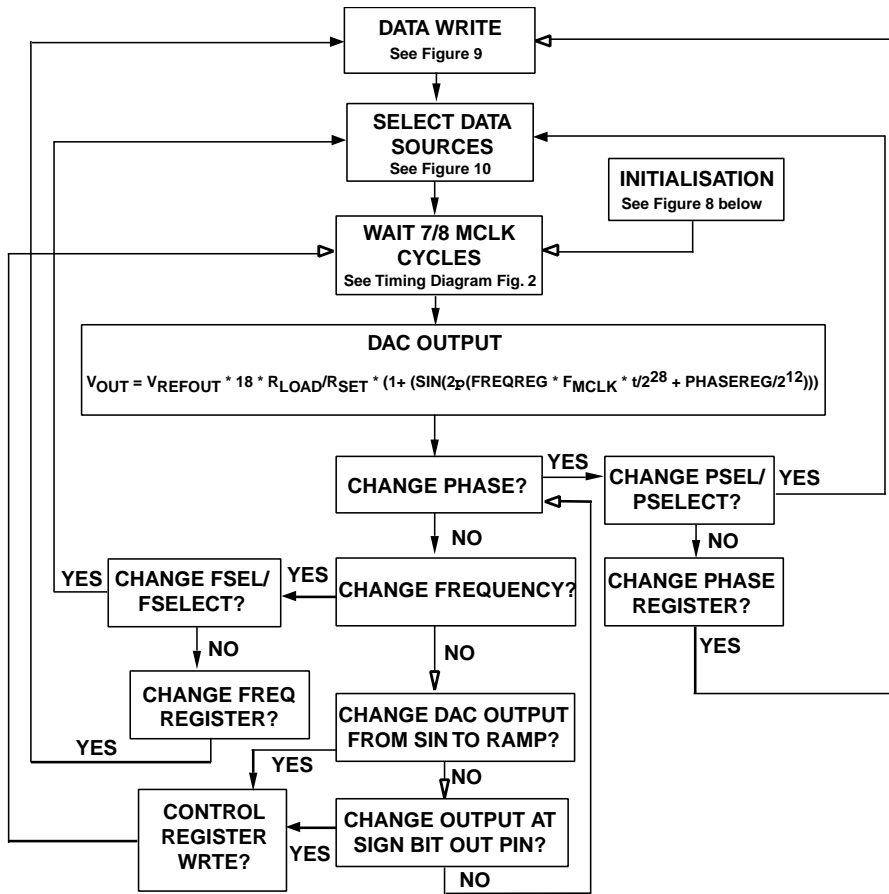 DATA WRITE
See Figure 9
SELECT DATA
SOURCES
See Figure 10
INITIALISATION
See Figure 8 below
WAIT 7/8 MCLK
CYCLES
See Timing Diagram Fig. 2
DAC OUTPUT
VOUT = VREFOUT * 18 * RLOAD/RSET * (1+ (SIN(2p(FREQREG * FMCLK * t/2^28 + PHASEREG/2^12)))
CHANGE PHASE?
YES
CHANGE PSEL/
PSELECT?
YES
NO
NO
CHANGE PHASE
REGISTER?
YES
CHANGE FREQUENCY?
YES
CHANGE FSEL/
FSELECT?
YES
NO
CHANGE FREQ
REGISTER?
YES
NO
CHANGE DAC OUTPUT
FROM SIN TO RAMP?
YES
NO
CONTROL
REGISTER
WRTE?
CHANGE OUTPUT AT
SIGN BIT OUT PIN?
YES
NO